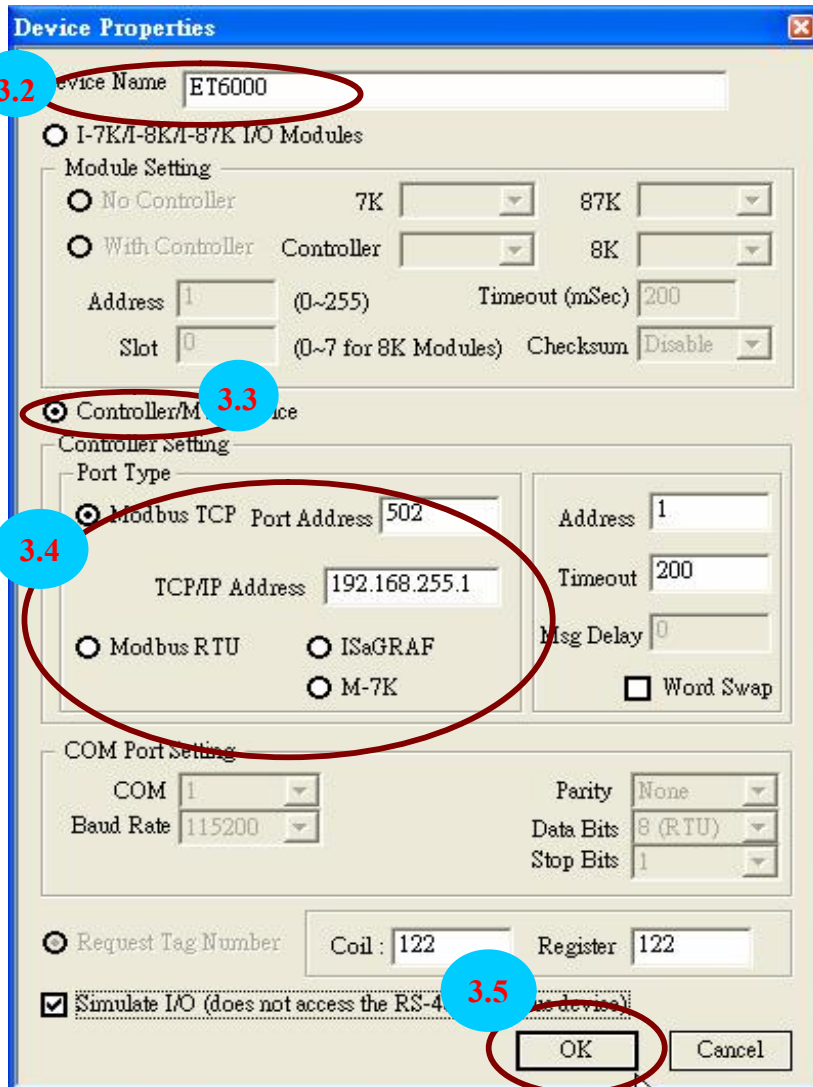 Device Properties
3.2 evice Name ET6000
I-7K/I-8K/I-87K I/O Modules
Module Setting
No Controller 7K 87K
With Controller Controller 8K
Address 1 (0~255) Timeout (mSec) 200
Slot 0 (0~7 for 8K Modules) Checksum Disable
Controller/M 3.3 ice
Controller Setting
Port Type
Modbus TCP Port Address 502 Address 1
3.4
TCP/IP Address 192.168.255.1 Timeout 200
Modbus RTU ISaGRAF Msg Delay 0
M-7K Word Swap
COM Port Setting
COM 1 Parity None
Baud Rate 115200 Data Bits 8 (RTU)
Stop Bits 1
Request Tag Number Coil : 122 Register 122
Simulate I/O (does not access the RS-4 3.5 us device)
OK Cancel